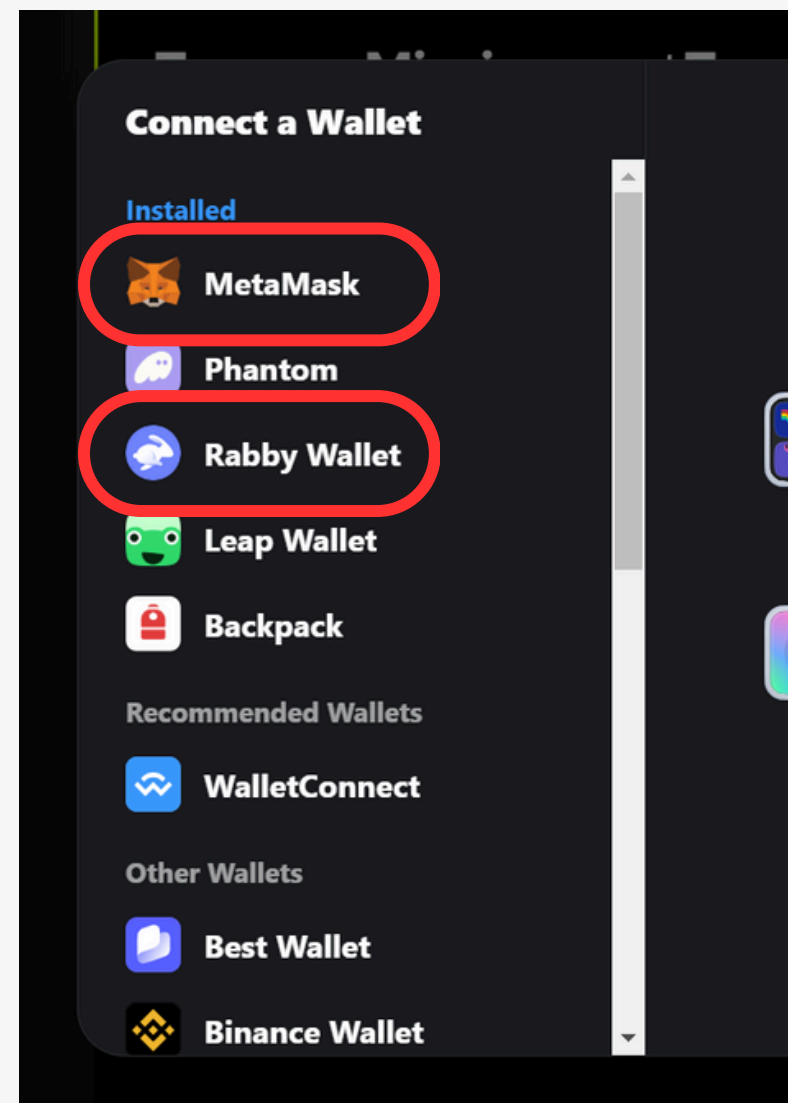 Connect a Wallet
Installed
MetaMask
Phantom
Rabby Wallet
Leap Wallet
Backpack
Recommended Wallets
WalletConnect
Other Wallets
Best Wallet
Binance Wallet